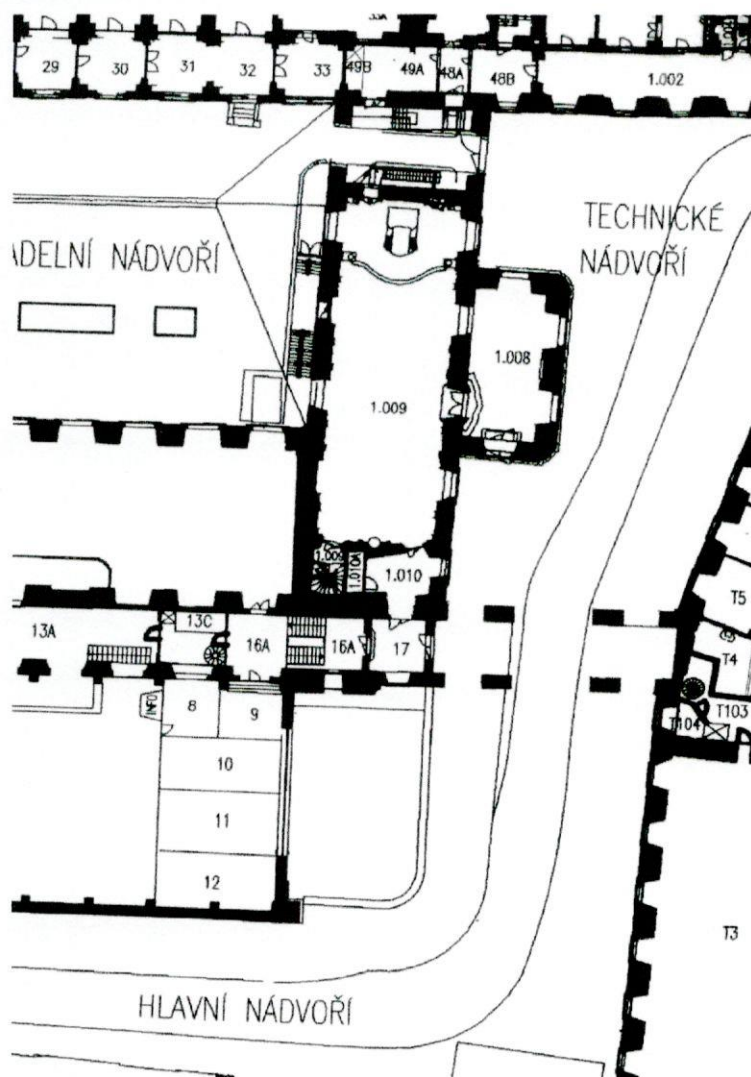 33A
29
30
31
32
33
49B
49A
48A
48B
1.002
TECHNICKÉ
NÁDVOŘÍ
ADELNÍ NÁDVOŘÍ
1.008
1.009
1.010A
1.010
13A
13C
16A
16A
17
T5
T4
T103
T104
INFO
8
9
10
11
12
T3
HLAVNÍ NÁDVOŘÍ